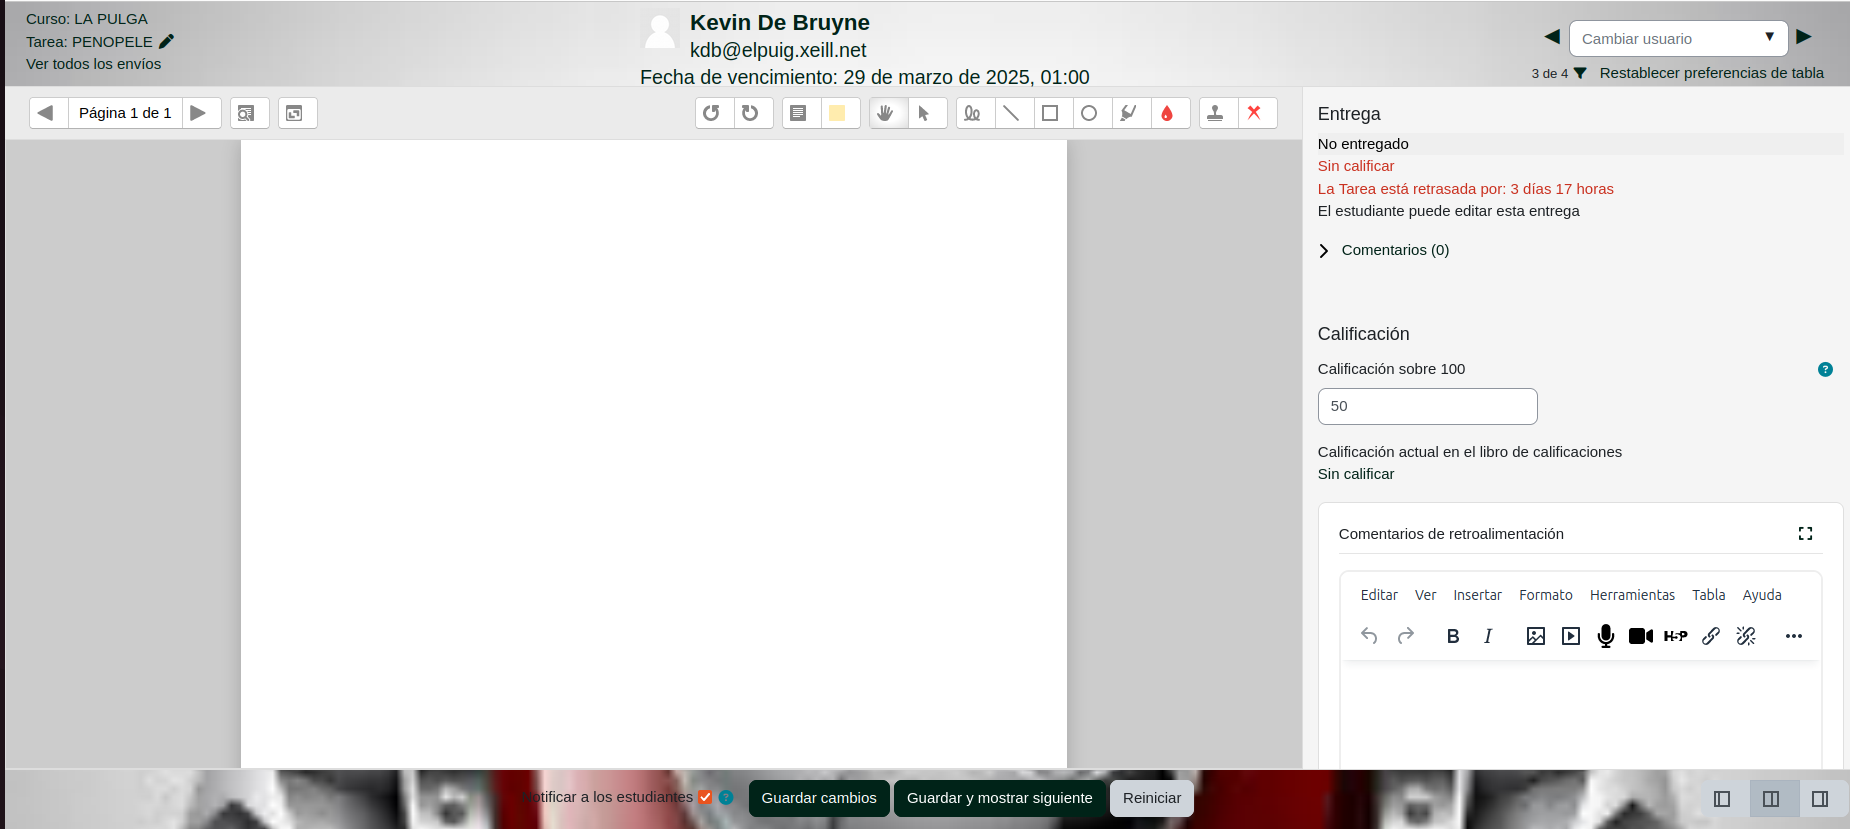 Curso: LA PULGA
Tarea: PENOPELE
Ver todos los envíos
Kevin De Bruyne
kdb@elpuig.xeill.net
Fecha de vencimiento: 29 de marzo de 2025, 01:00
Cambiar usuario
3 de 4
Restablecer preferencias de tabla
Página 1 de 1
Entrega
No entregado
Sin calificar
La Tarea está retrasada por: 3 días 17 horas
El estudiante puede editar esta entrega
Comentarios (0)
Calificación
Calificación sobre 100
?
50
Calificación actual en el libro de calificaciones
Sin calificar
Comentarios de retroalimentación
Editar Ver Insertar Formato Herramientas Tabla Ayuda
B I H-P
Notificar a los estudiantes ?
Guardar cambios
Guardar y mostrar siguiente
Reiniciar